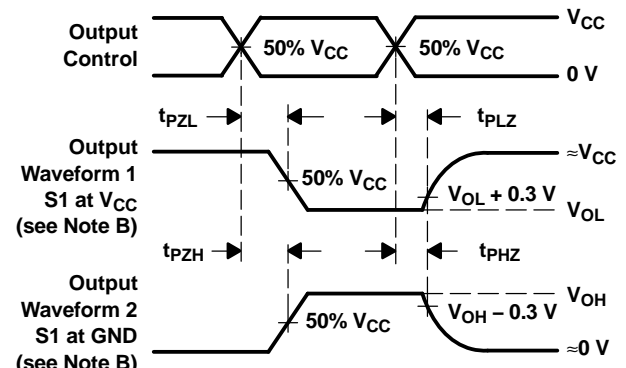 Output
Control
50% VCC
50% VCC
VCC
0 V
tPZL
tPLZ
Output
Waveform 1
S1 at VCC
(see Note B)
50% VCC
≈VCC
VOL + 0.3 V
VOL
tPZH
tPHZ
Output
Waveform 2
S1 at GND
(see Note B)
50% VCC
VOH
VOH − 0.3 V
≈0 V